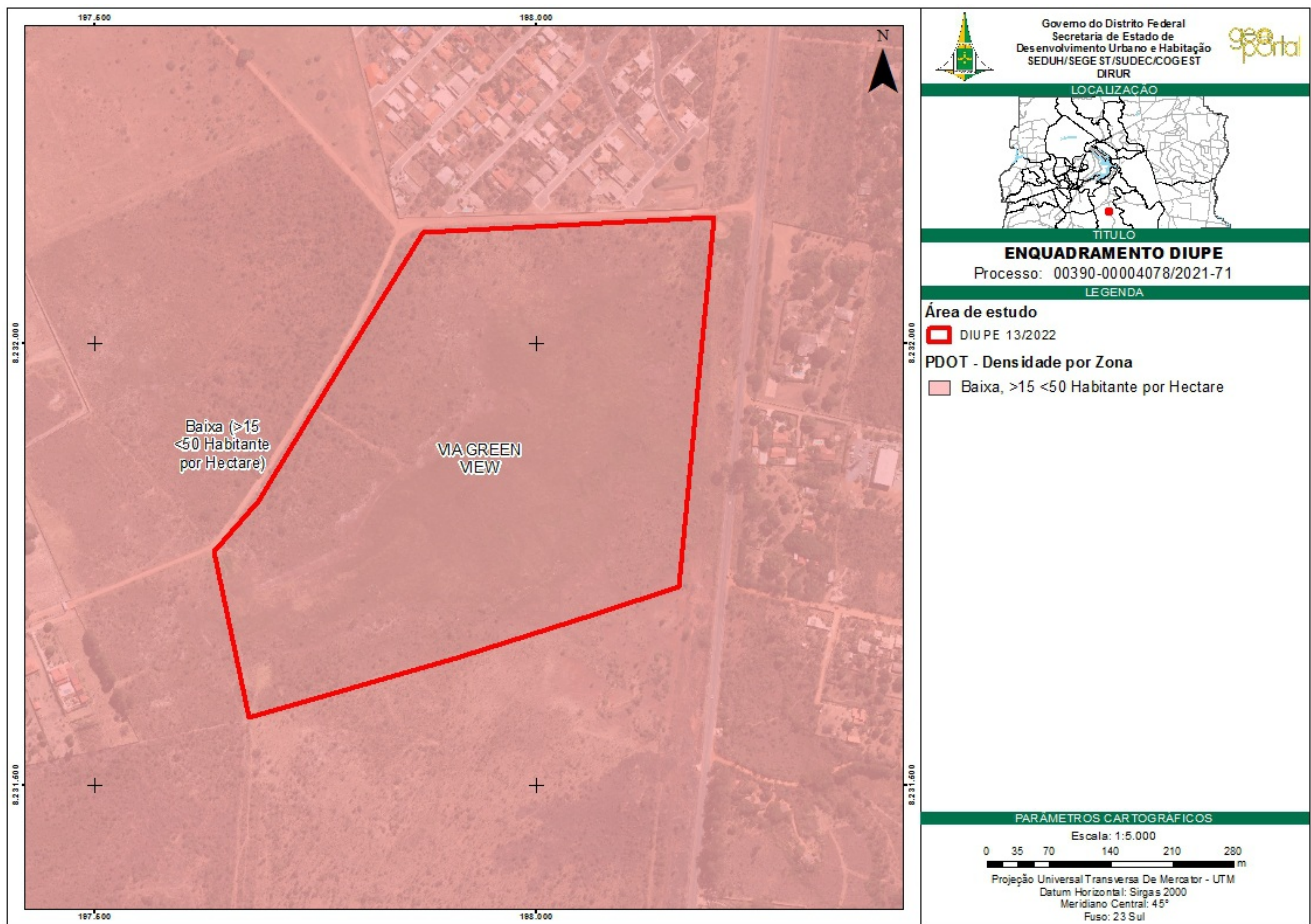 197.500
198.000
N
8.232.000
8.232.000
Baixa (>15
<50 Habitante
por Hectare)
VIA GREEN
VIEW
8.231.500
8.231.500
197.500
198.000
Governo do Distrito Federal
Secretaria de Estado de
Desenvolvimento Urbano e Habitação
SEDUH/SEGEST/SUDEC/COGEST
DIRUR
geo
portal
LOCALIZAÇÃO
TÍTULO
ENQUADRAMENTO DIUPE
Processo: 00390-00004078/2021-71
LEGENDA
Área de estudo
DIUPE 13/2022
PDOT - Densidade por Zona
Baixa, >15 <50 Habitante por Hectare
PARÂMETROS CARTOGRÁFICOS
Escala: 1:5.000
0 35 70 140 210 280
m
Projeção Universal Transversa De Mercator - UTM
Datum Horizontal: Sirgas 2000
Meridiano Central: 45°
Fuso: 23 Sul